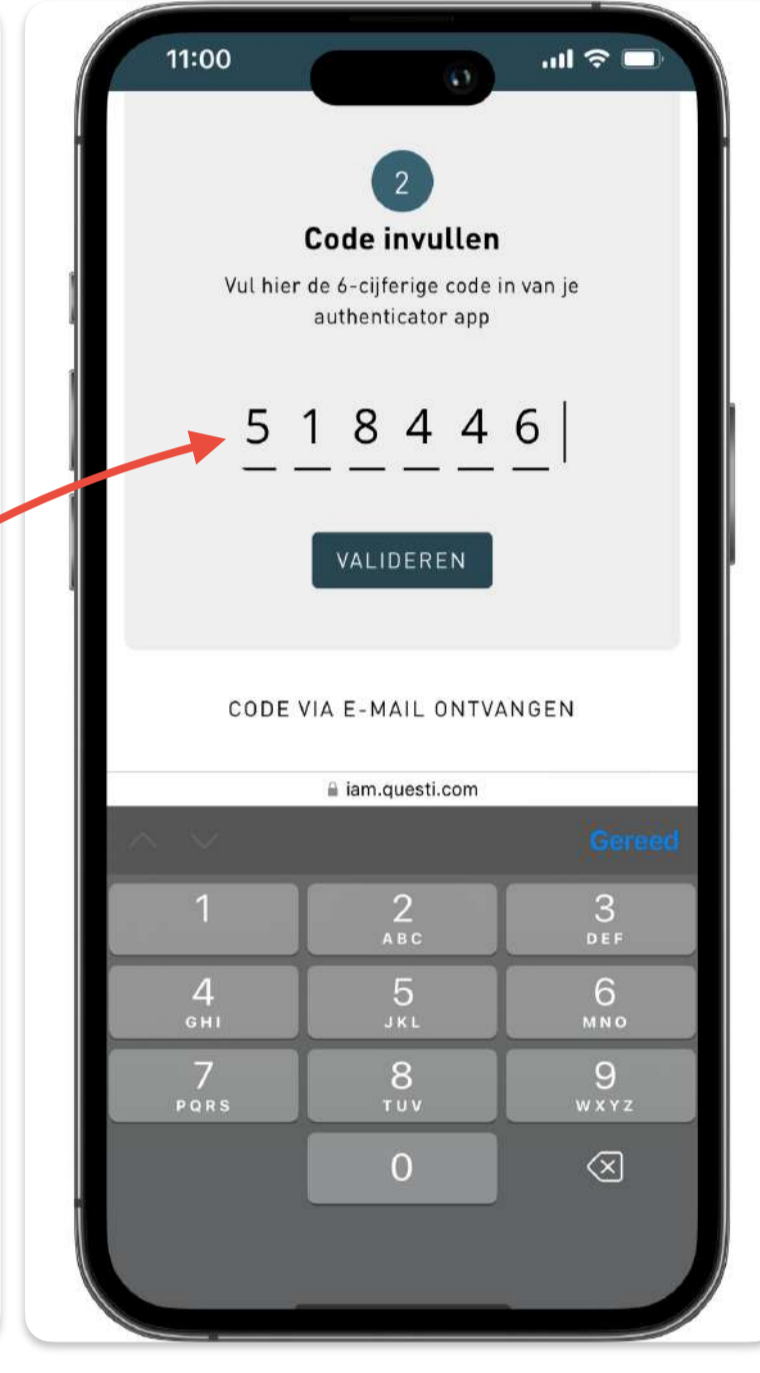 11:00
2
Code invullen
Vul hier de 6-cijferige code in van je
authenticator app
5 1 8 4 4 6
VALIDEREN
CODE VIA E-MAIL ONTVANGEN
iam.questi.com
Gereed
1 2 3
ABC DEF
4 5 6
GHI JKL MNO
7 8 9
PQRS TUV WXYZ
0